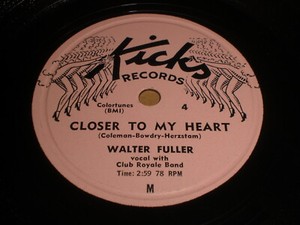 Kicks
RECORDS
Colortunes
(BMI)
4
CLOSER TO MY HEART
(Coleman-Bowdry-Herzstam)
WALTER FULLER
vocal with
Club Royale Band
Time: 2:59 78 RPM
M